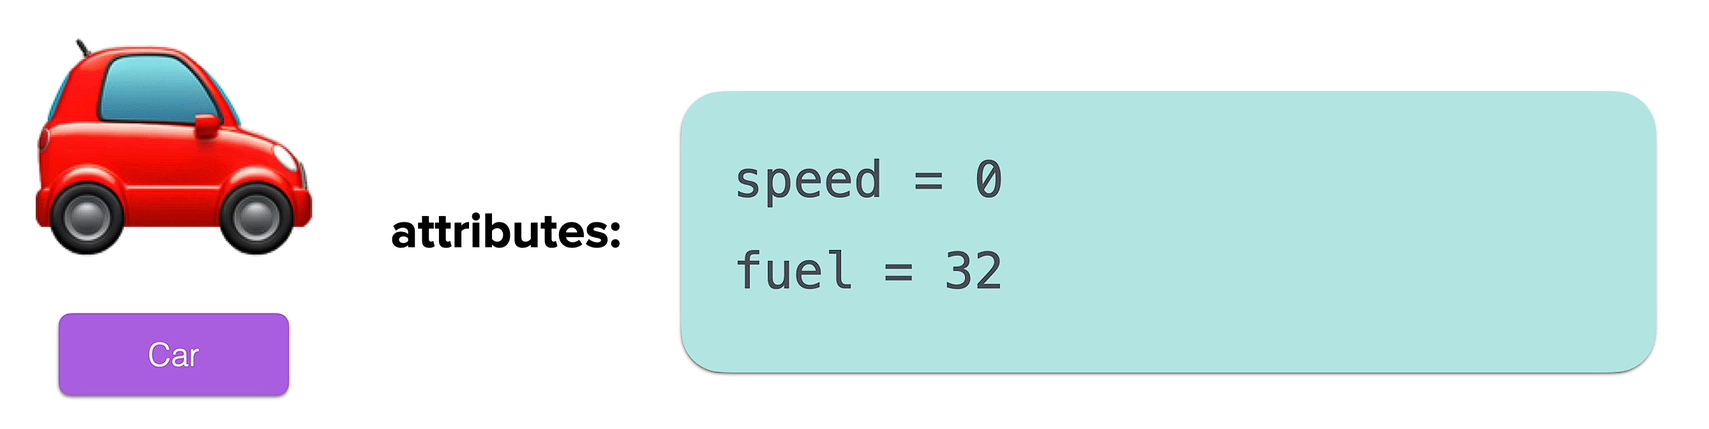 attributes:
speed = 0
fuel = 32
Car